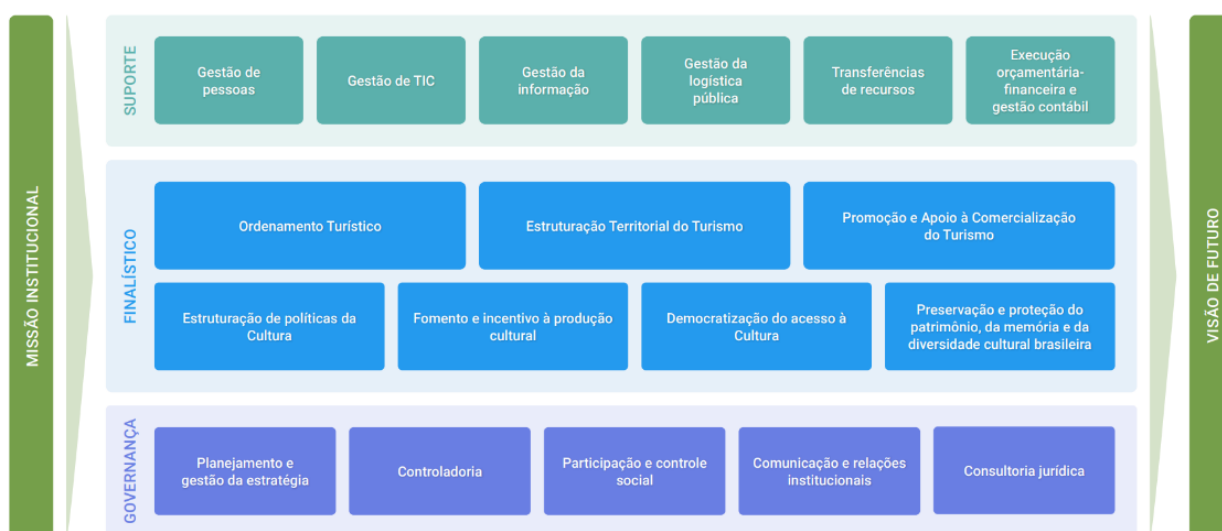 MISSÃO INSTITUCIONAL
SUPORTE
Gestão de
pessoas
Gestão de TIC
Gestão da
informação
Gestão da
logística
pública
Transferências
de recursos
Execução
orçamentária-
financeira e
gestão contábil
FINALÍSTICO
Ordenamento Turístico
Estruturação Territorial do Turismo
Promoção e Apoio à Comercialização
do Turismo
Estruturação de políticas da
Cultura
Fomento e incentivo à produção
cultural
Democratização do acesso à
Cultura
Preservação e proteção do
patrimônio, da memória e da
diversidade cultural brasileira
GOVERNANÇA
Planejamento e
gestão da estratégia
Controladoria
Participação e controle
social
Comunicação e relações
institucionais
Consultoria jurídica
VISÃO DE FUTURO